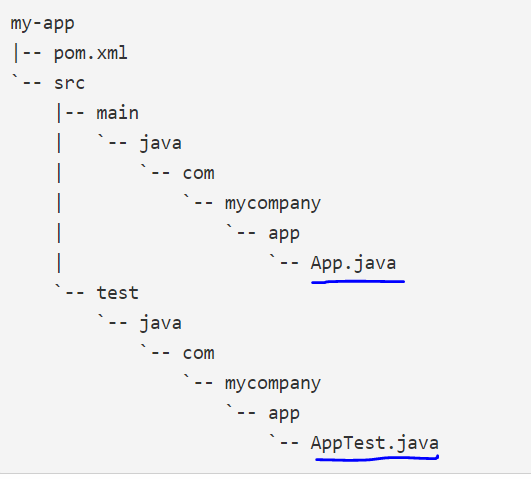 my-app
|-- pom.xml
`-- src
    |-- main
    |   `-- java
    |       `-- com
    |           `-- mycompany
    |               `-- app
    |                   `-- App.java
    `-- test
        `-- java
            `-- com
                `-- mycompany
                    `-- app
                        `-- AppTest.java